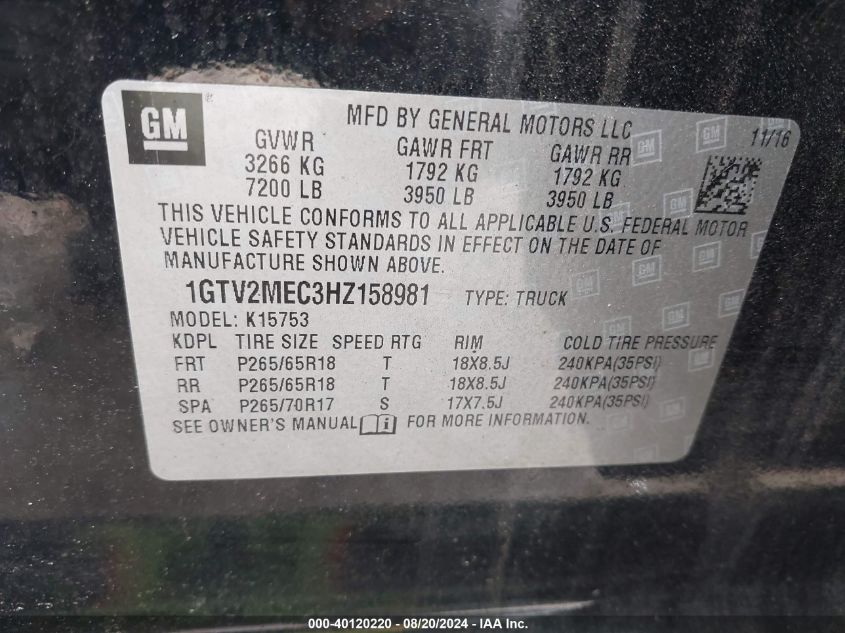 GM ®
MFD BY GENERAL MOTORS LLC
11/16
GVWR GAWR FRT GAWR RR
3266 KG 1792 KG 1792 KG
7200 LB 3950 LB 3950 LB
THIS VEHICLE CONFORMS TO ALL APPLICABLE U.S. FEDERAL MOTOR
VEHICLE SAFETY STANDARDS IN EFFECT ON THE DATE OF
MANUFACTURE SHOWN ABOVE.
1GTV2MEC3HZ158981 TYPE: TRUCK
MODEL: K15753
KDPL TIRE SIZE SPEED RTG RIM COLD TIRE PRESSURE
FRT P265/65R18 T 18X8.5J 240KPA(35PSI)
RR P265/65R18 T 18X8.5J 240KPA(35PSI)
SPA P265/70R17 S 17X7.5J 240KPA(35PSI)
SEE OWNER'S MANUAL i FOR MORE INFORMATION.
000-40120220 - 08/20/2024 - IAA Inc.